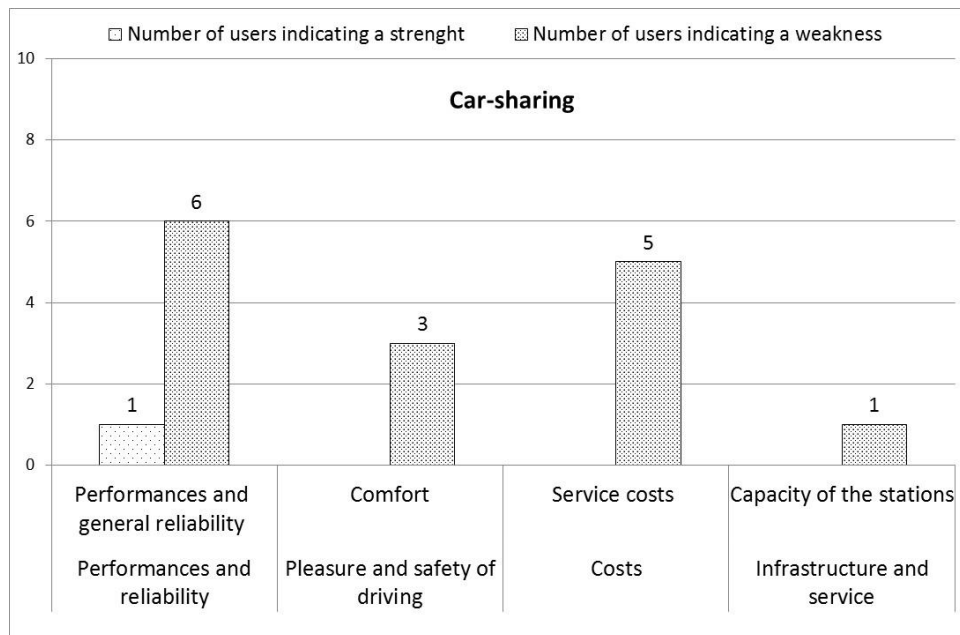 Number of users indicating a strenght Number of users indicating a weakness
10
Car-sharing
8
6
6
5
4
3
2
1
1
0
Performances and general reliability
Comfort
Service costs
Capacity of the stations
Performances and reliability
Pleasure and safety of driving
Costs
Infrastructure and service